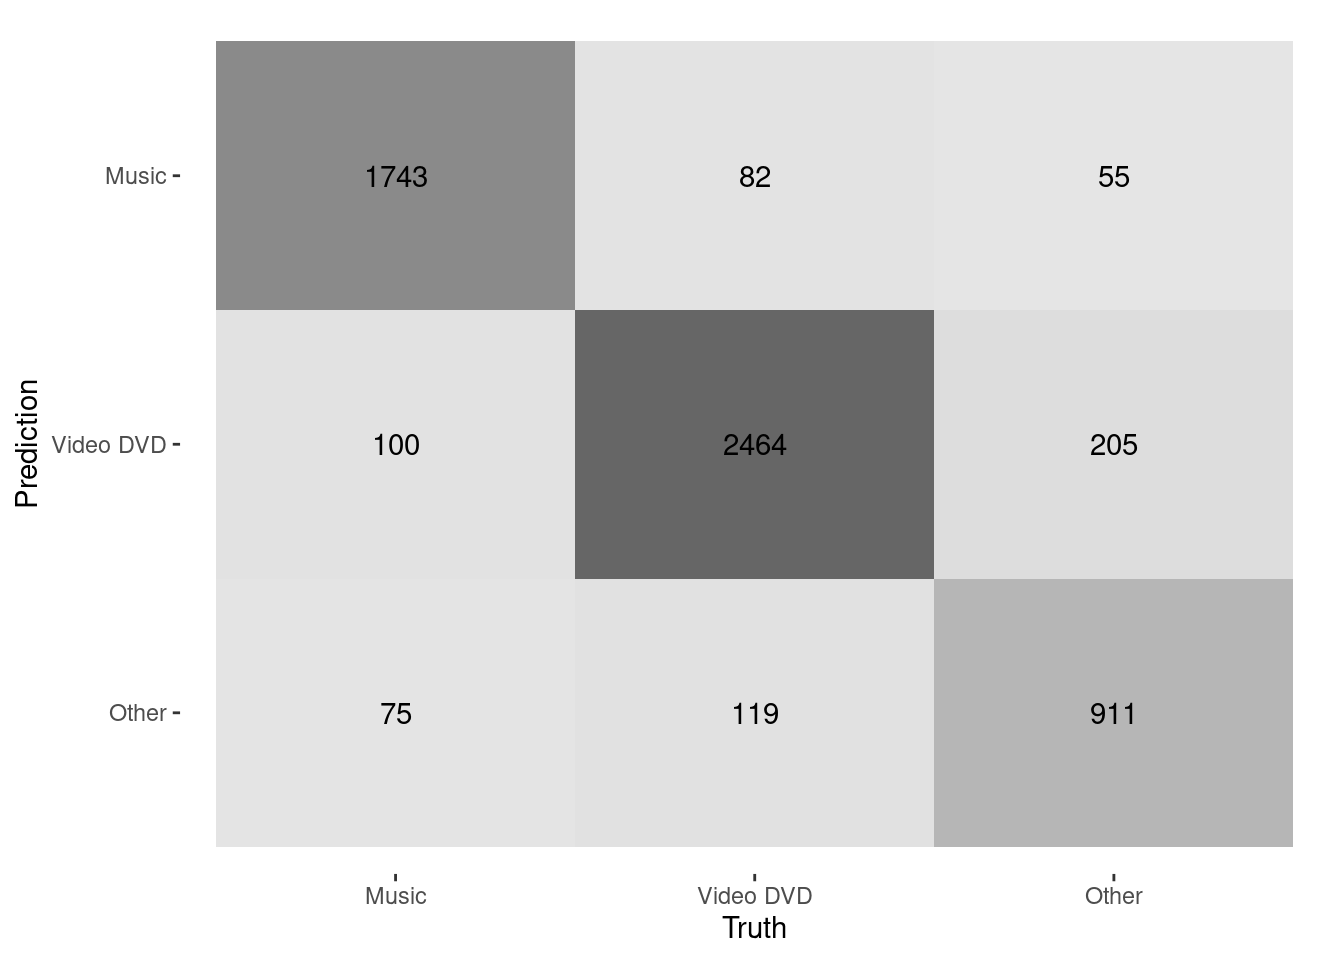 Prediction
Music
1743
82
55
Video DVD
100
2464
205
Other
75
119
911
Music
Video DVD
Other
Truth